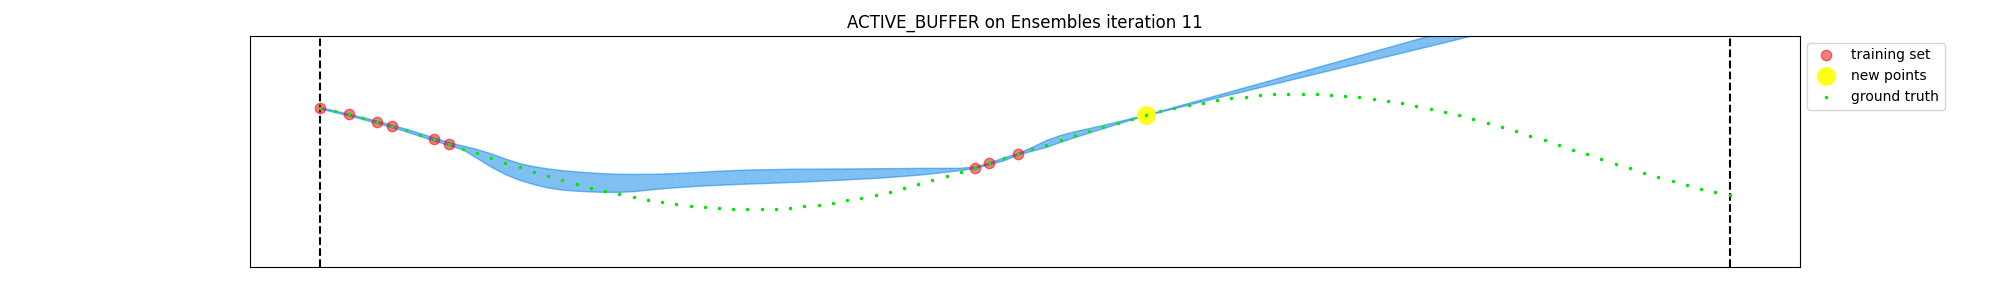 ACTIVE_BUFFER on Ensembles iteration 11
training set
new points
ground truth